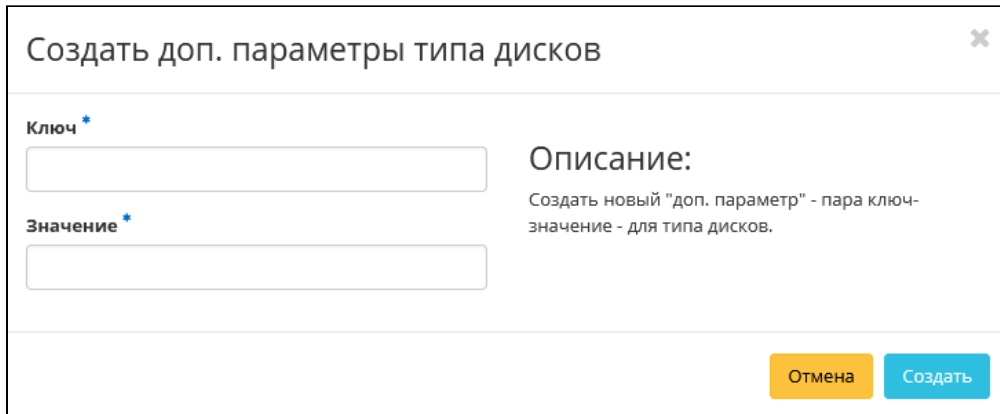 Создать доп. параметры типа дисков
Ключ *
Значение *
Описание:
Создать новый "доп. параметр" - пара ключ-
значение - для типа дисков.
Отмена
Создать